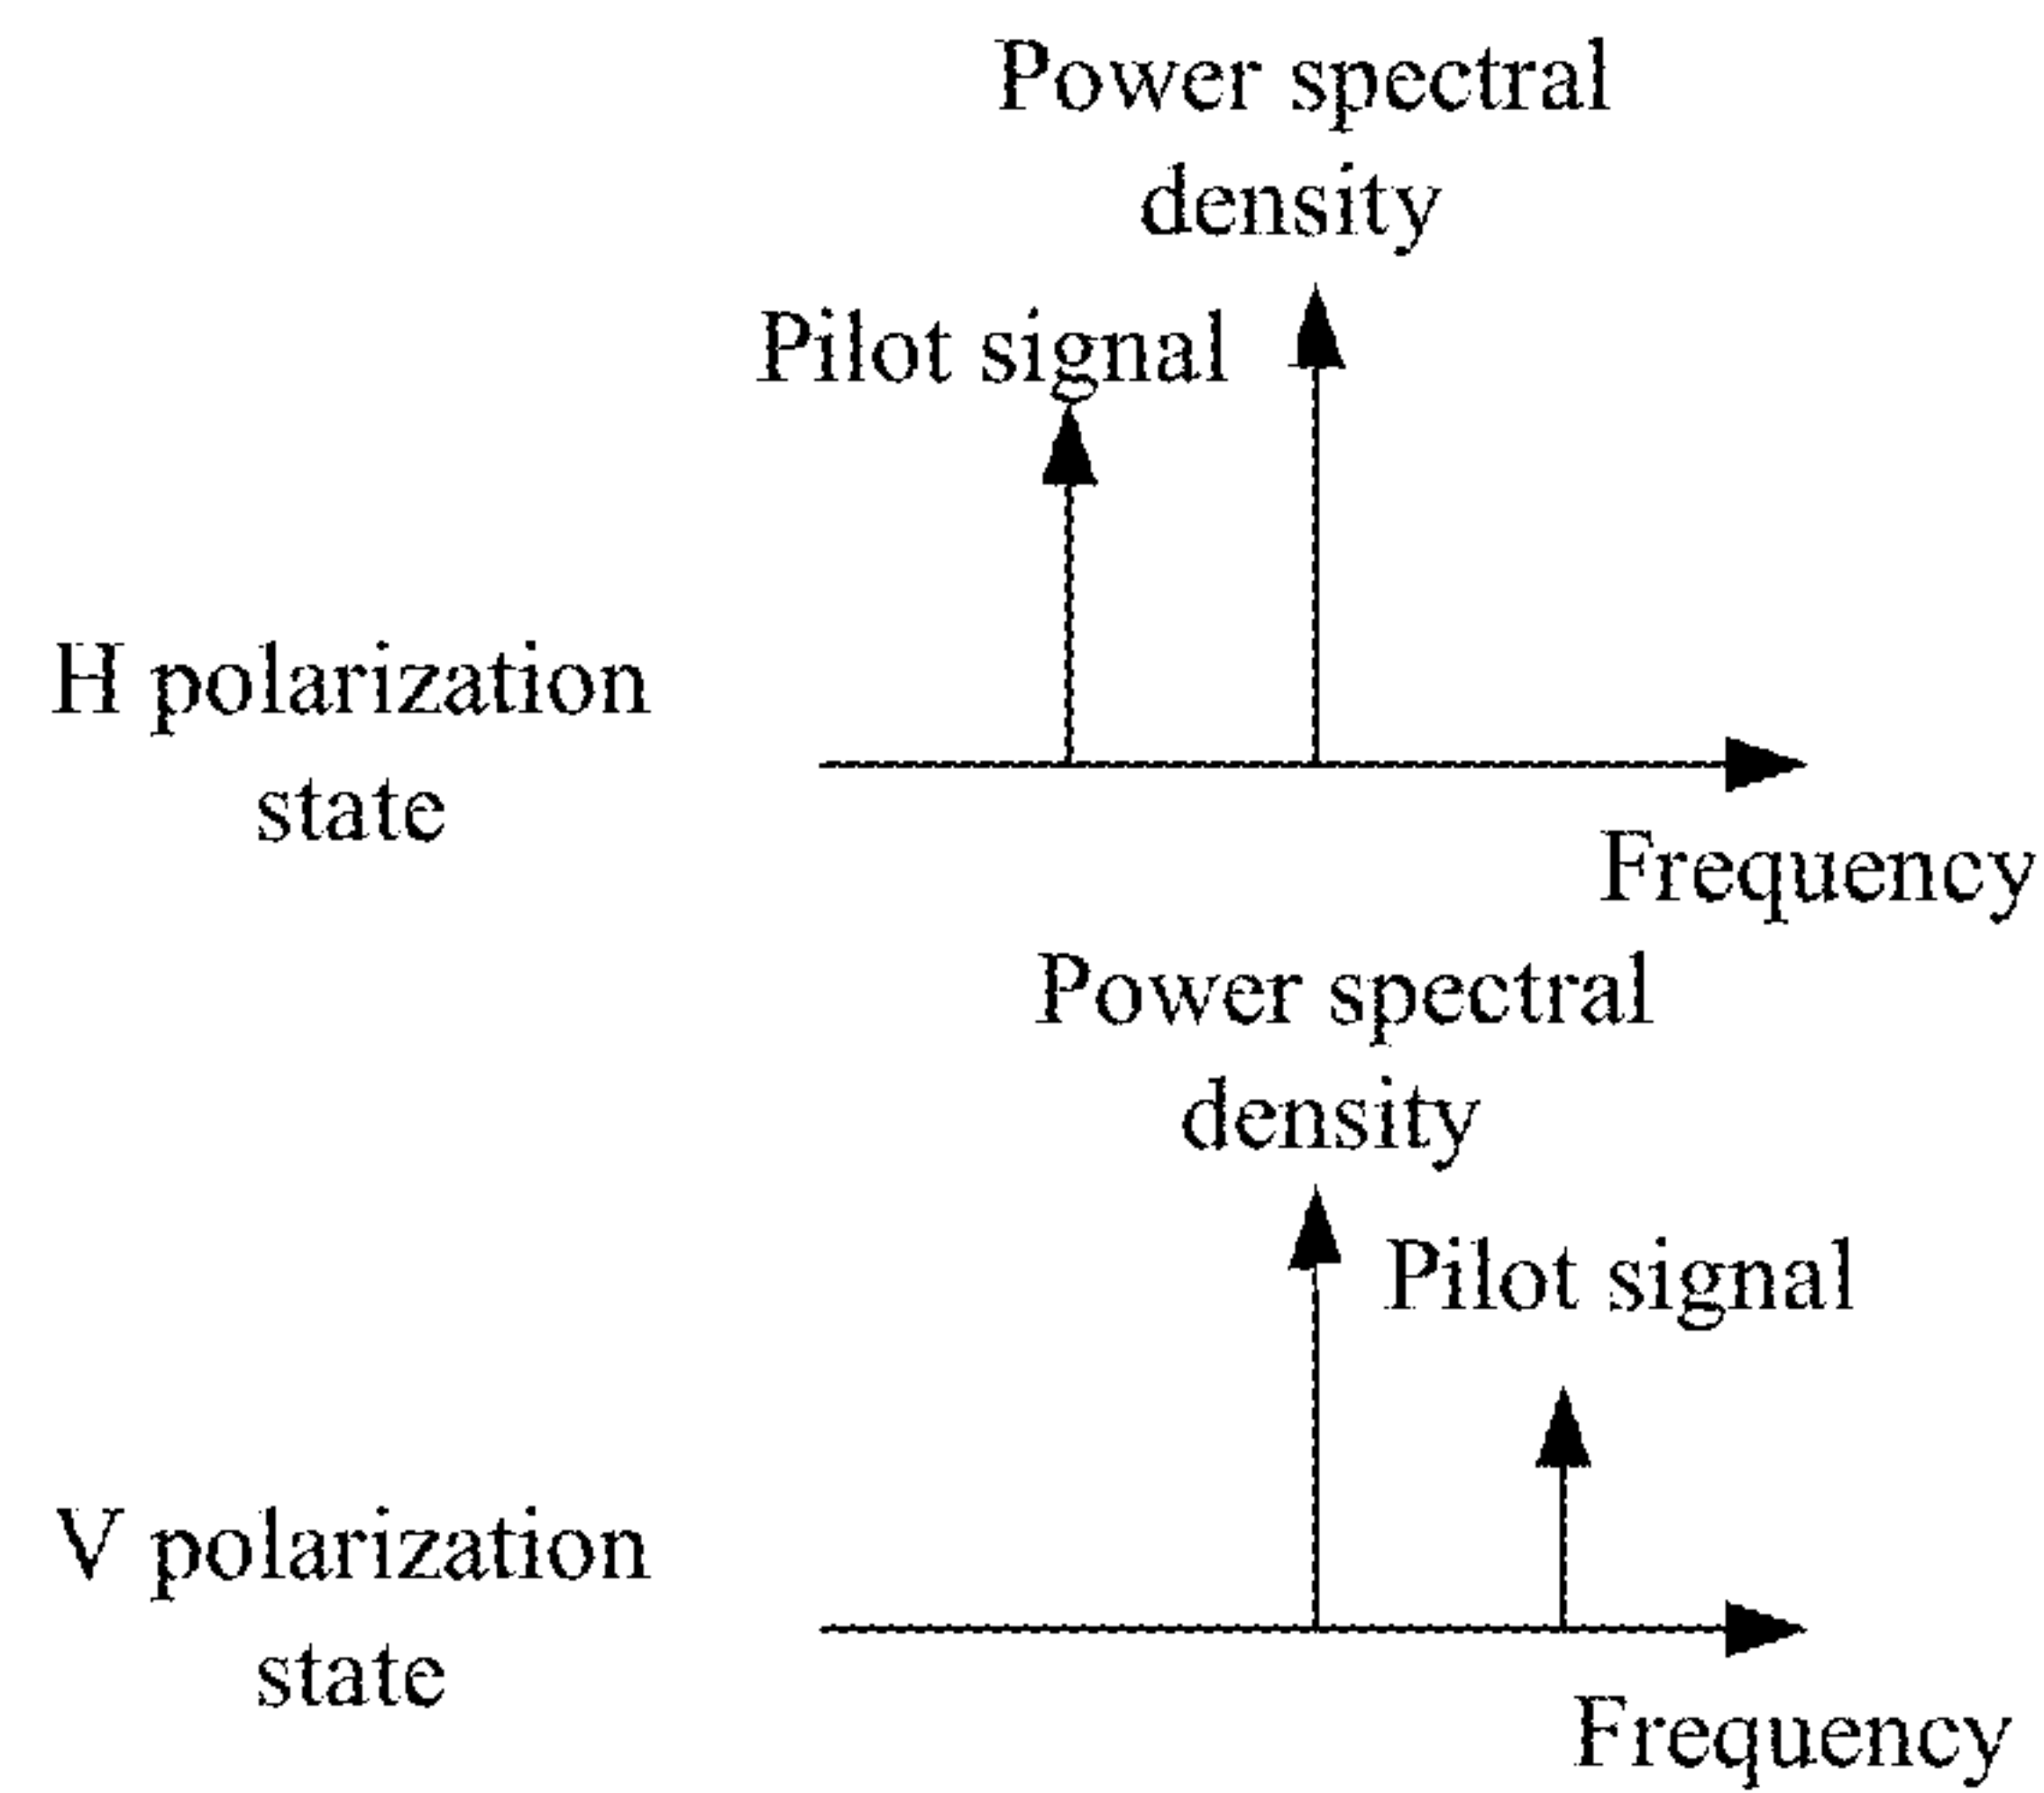 Power spectral
density
Pilot signal
H polarization
state
Frequency
Power spectral
density
Pilot signal
V polarization
state
Frequency